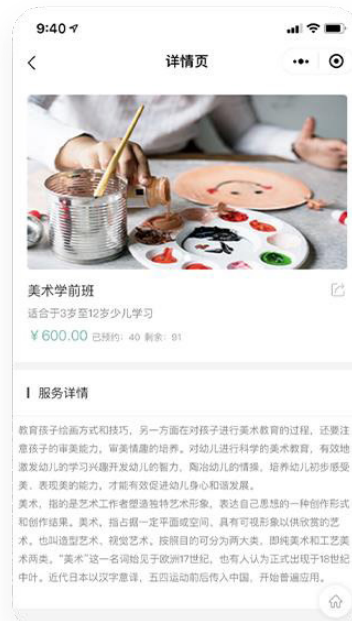 9:40
详情页
美术学前班
适合于3岁至12岁少儿学习
￥600.00 已预约: 40 剩余: 91
服务详情
教育孩子绘画方式和技巧，另一方面在对孩子进行美术教育的过程，还要注
意孩子的审美能力，审美情趣的培养。对幼儿进行科学的美术教育，有效地
激发幼儿的学习兴趣开发幼儿的智力，陶冶幼儿的情操，培养幼儿初步感受
美、表现美的能力，才能有效促进幼儿身心和谐发展。
美术，指的是艺术工作者塑造独特艺术形象，表达自己思想的一种创作形式
和创作结果。美术，指占据一定平面或空间，具有可视形象以供欣赏的艺
术，也叫造型艺术、视觉艺术。按照目的可分为两大类，即纯美术和工艺美
术两类。“美术”这一名词始见于欧洲17世纪，也有人认为正式出现于18世纪
中叶。近代日本以汉字意译，五四运动前后传入中国，开始普遍应用。